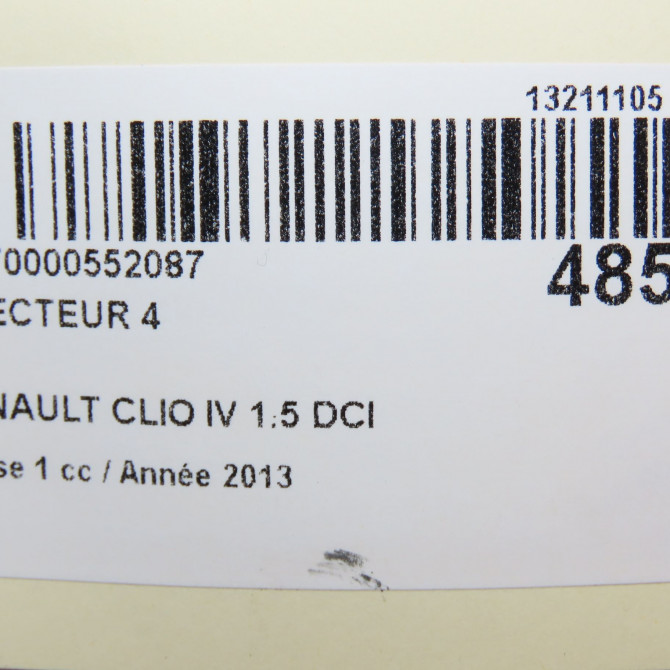 13211105
70000552087
485
ECTEUR 4
NAULT CLIO IV 1.5 DCI
se 1 cc / Année 2013